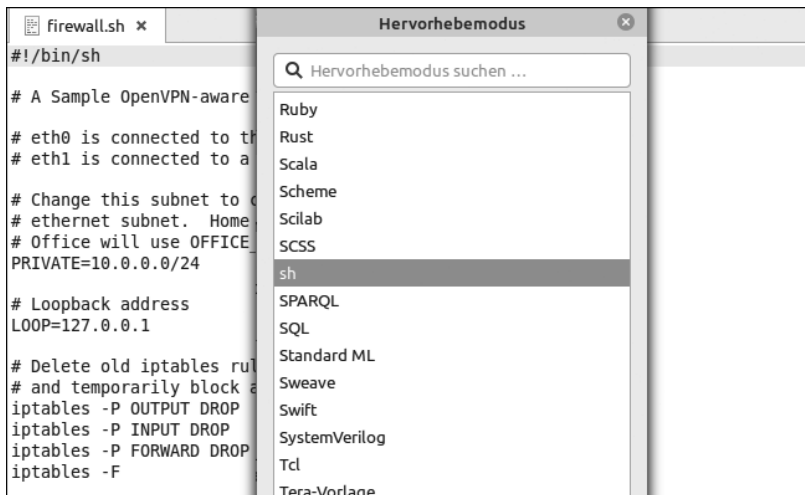 firewall.sh ×
#!/bin/sh
# A Sample OpenVPN-aware
# eth0 is connected to th
# eth1 is connected to a
# Change this subnet to
# ethernet subnet.  Home
# Office will use OFFICE_
PRIVATE=10.0.0.0/24
# Loopback address
LOOP=127.0.0.1
# Delete old iptables rul
# and temporarily block a
iptables -P OUTPUT DROP
iptables -P INPUT DROP
iptables -P FORWARD DROP
iptables -F
Hervorhebemodus
Hervorhebemodus suchen ...
Ruby
Rust
Scala
Scheme
Scilab
SCSS
sh
SPARQL
SQL
Standard ML
Sweave
Swift
SystemVerilog
Tcl
Tera-Vorlage